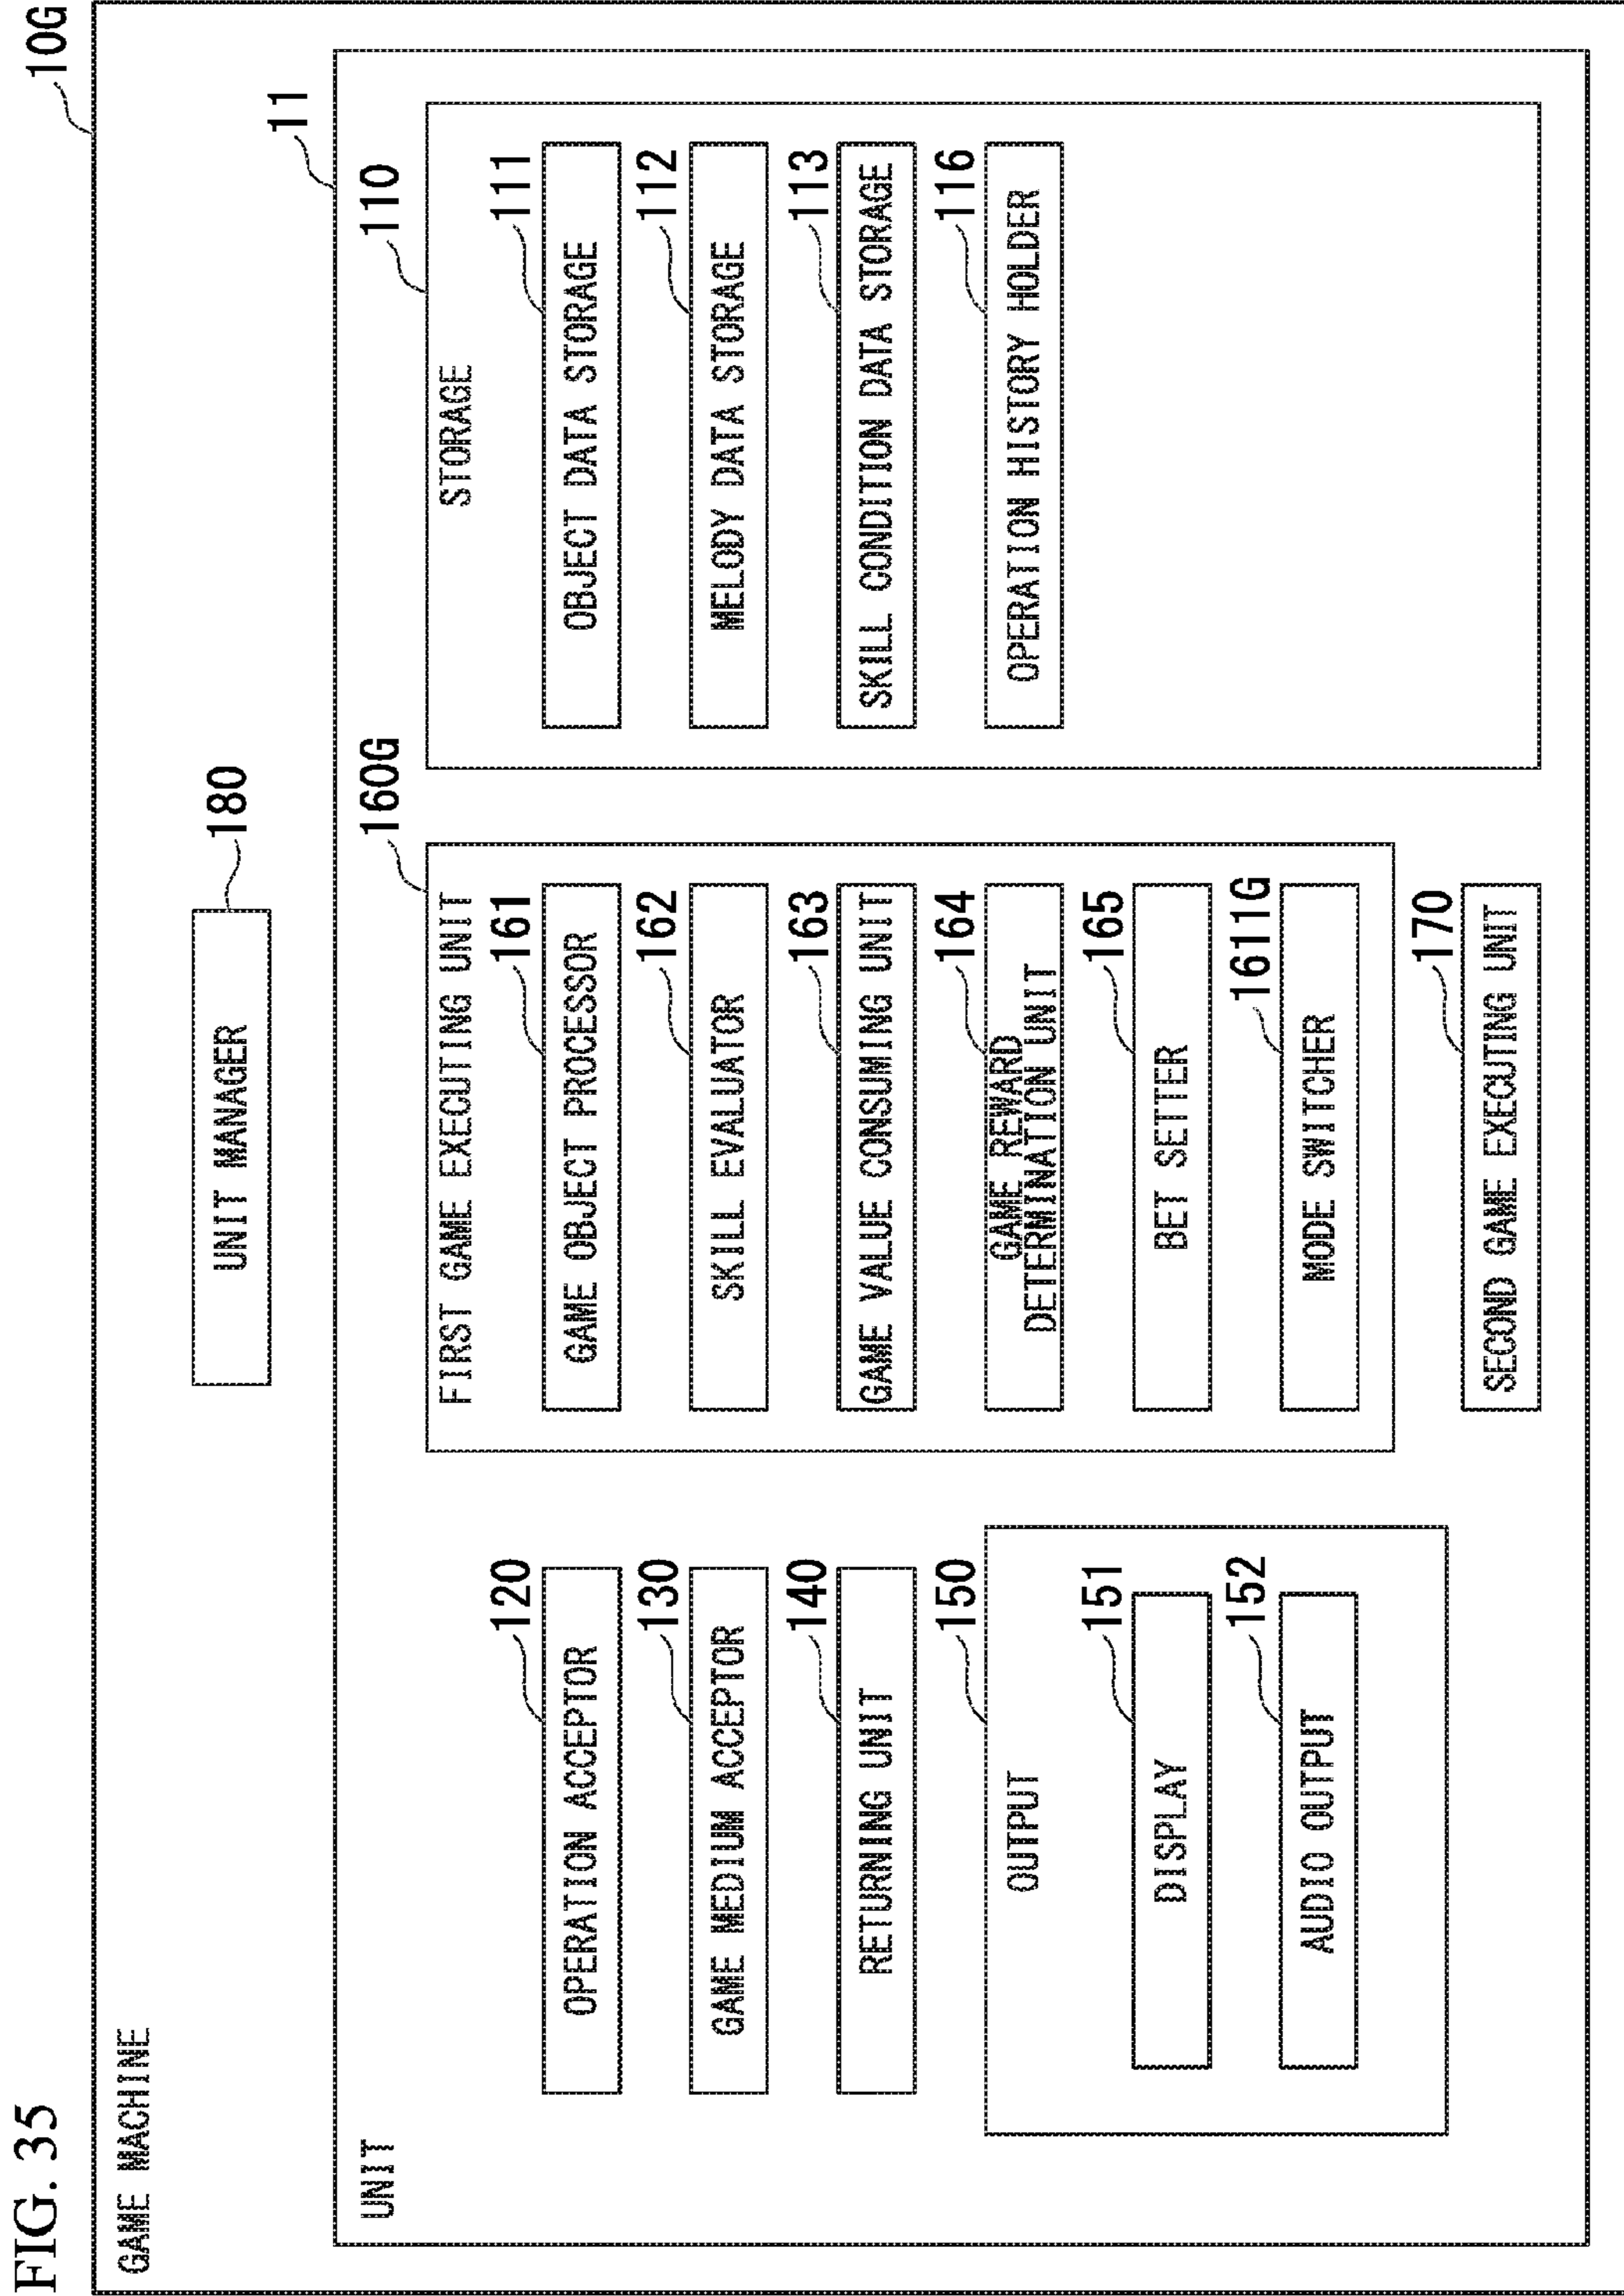 FIG. 35
10G
GAME MACHINE
180
UNIT MANAGER
11
UNIT
120
OPERATION ACCEPTOR
130
GAME MEDIUM ACCEPTOR
140
RETURNING UNIT
150
OUTPUT
151
DISPLAY
152
AUDIO OUTPUT
160G
FIRST GAME EXECUTING UNIT
161
GAME OBJECT PROCESSOR
162
SKILL EVALUATOR
163
GAME VALUE CONSUMING UNIT
164
GAME REWARD
DETERMINATION UNIT
165
BET SETTER
1611G
MODE SWITCHER
170
SECOND GAME EXECUTING UNIT
110
STORAGE
111
OBJECT DATA STORAGE
112
MELODY DATA STORAGE
113
SKILL CONDITION DATA STORAGE
116
OPERATION HISTORY HOLDER